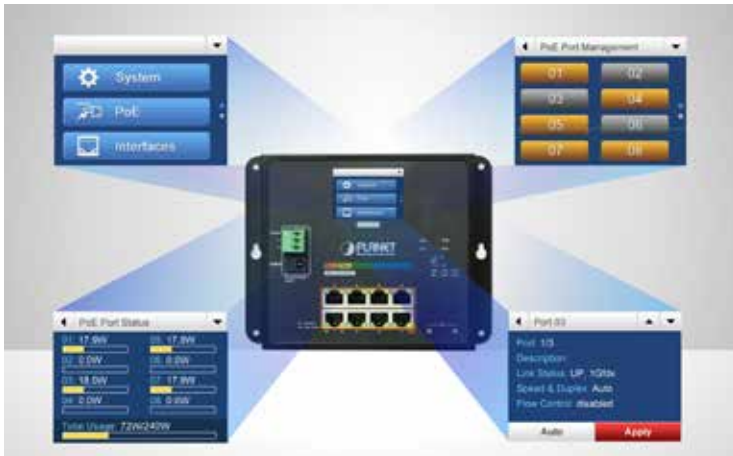 System
PoE
Interfaces
PoE Port Management
01 02
03 04
05 06
07 08
PLANET
PoE Port Status
01: 17.9W 05: 17.8W
02: 0.0W 06: 0.0W
03: 18.0W 07: 17.9W
04: 0.0W 08: 0.0W
Total Usage: 72W/240W
Port 03
Port: 1/3
Description:
Link Status: UP, 1Gfdx
Speed & Duplex: Auto
Flow Control: disabled
Auto Apply